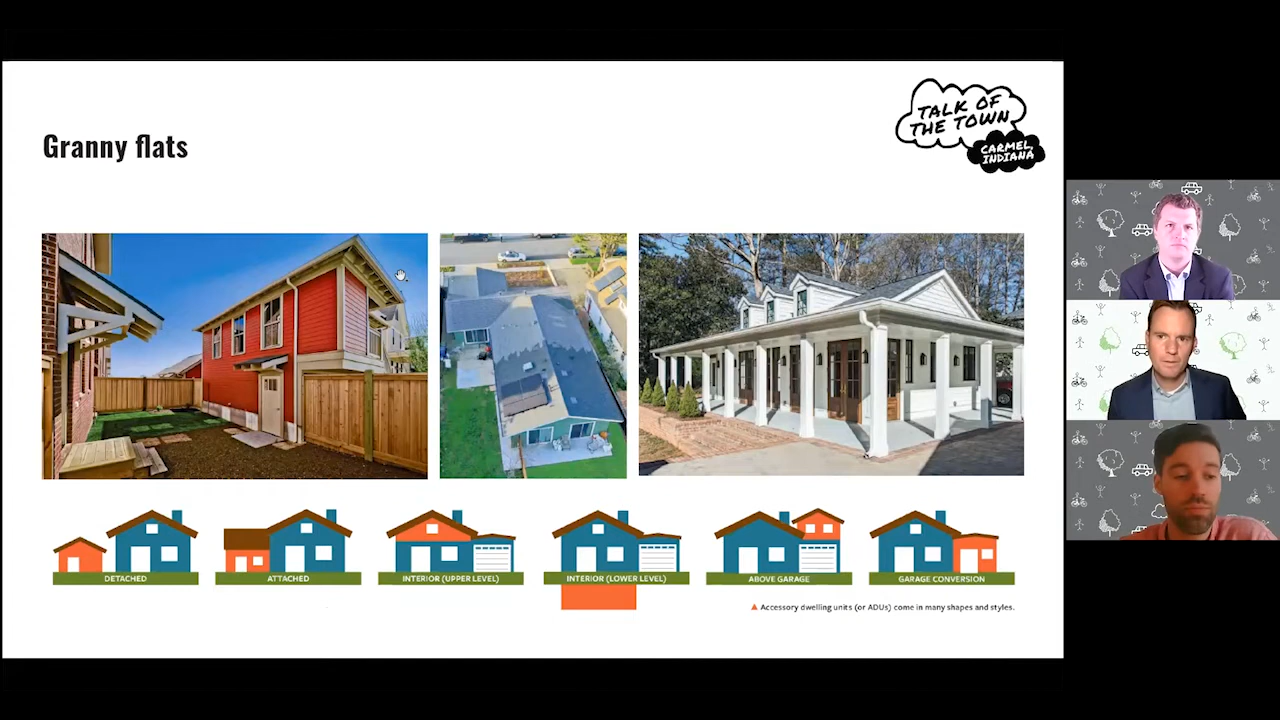 Granny flats
TALK OF
THE TOWN
CARMEL,
INDIANA
DETACHED
ATTACHED
INTERIOR (UPPER LEVEL)
INTERIOR (LOWER LEVEL)
ABOVE GARAGE
GARAGE CONVERSION
Accessory dwelling units (or ADUs) come in many shapes and styles.